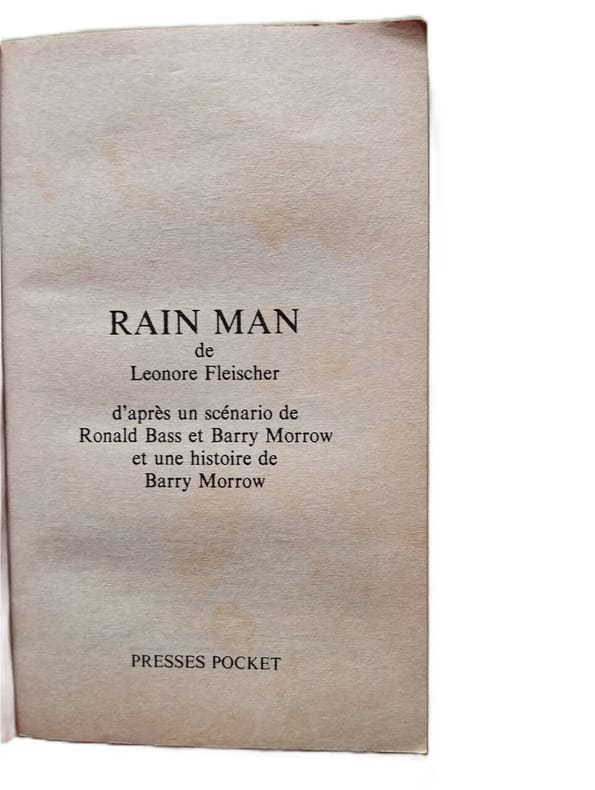 RAIN MAN
de
Leonore Fleischer
d'après un scénario de
Ronald Bass et Barry Morrow
et une histoire de
Barry Morrow
PRESSES POCKET